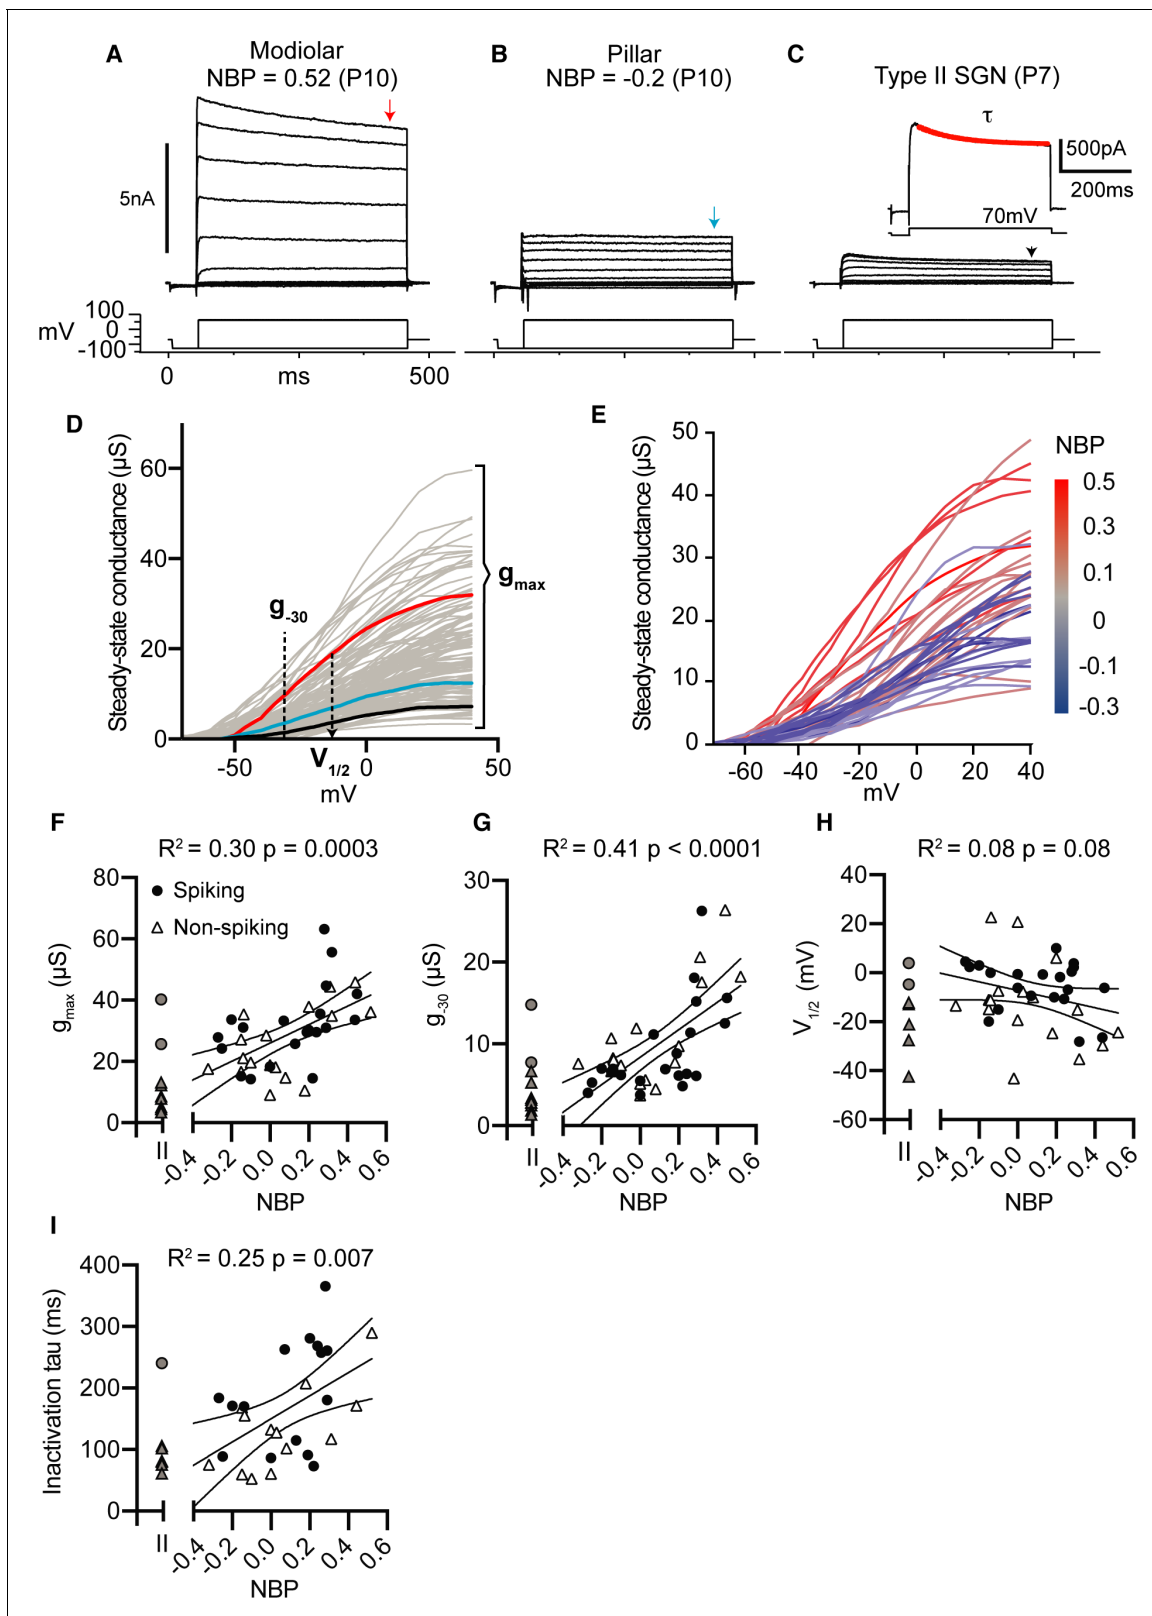 A
Modiolar
NBP = 0.52 (P10)
B
Pillar
NBP = -0.2 (P10)
C
Type II SGN (P7)
τ
500pA
200ms
70mV
5nA
100
0
-100
mV
0
ms
500
D
Steady-state conductance (µS)
60
40
20
0
g-30
gmax
V1/2
-50
0
50
mV
E
Steady-state conductance (µS)
50
40
30
20
10
0
-60
-40
-20
0
20
40
mV
NBP
0.5
0.3
0.1
0
-0.1
-0.3
F
R² = 0.30 p = 0.0003
80
60
40
20
0
gmax (µS)
Spiking
Non-spiking
II
-0.4
-0.2
0.0
0.2
0.4
0.6
NBP
G
R² = 0.41 p < 0.0001
30
20
10
0
g-30 (µS)
II
-0.4
-0.2
0.0
0.2
0.4
0.6
NBP
H
R² = 0.08 p = 0.08
40
20
0
-20
-40
-60
V1/2 (mV)
II
-0.4
-0.2
0.0
0.2
0.4
0.6
NBP
I
R² = 0.25 p = 0.007
400
300
200
100
0
Inactivation tau (ms)
II
-0.4
-0.2
0.0
0.2
0.4
0.6
NBP